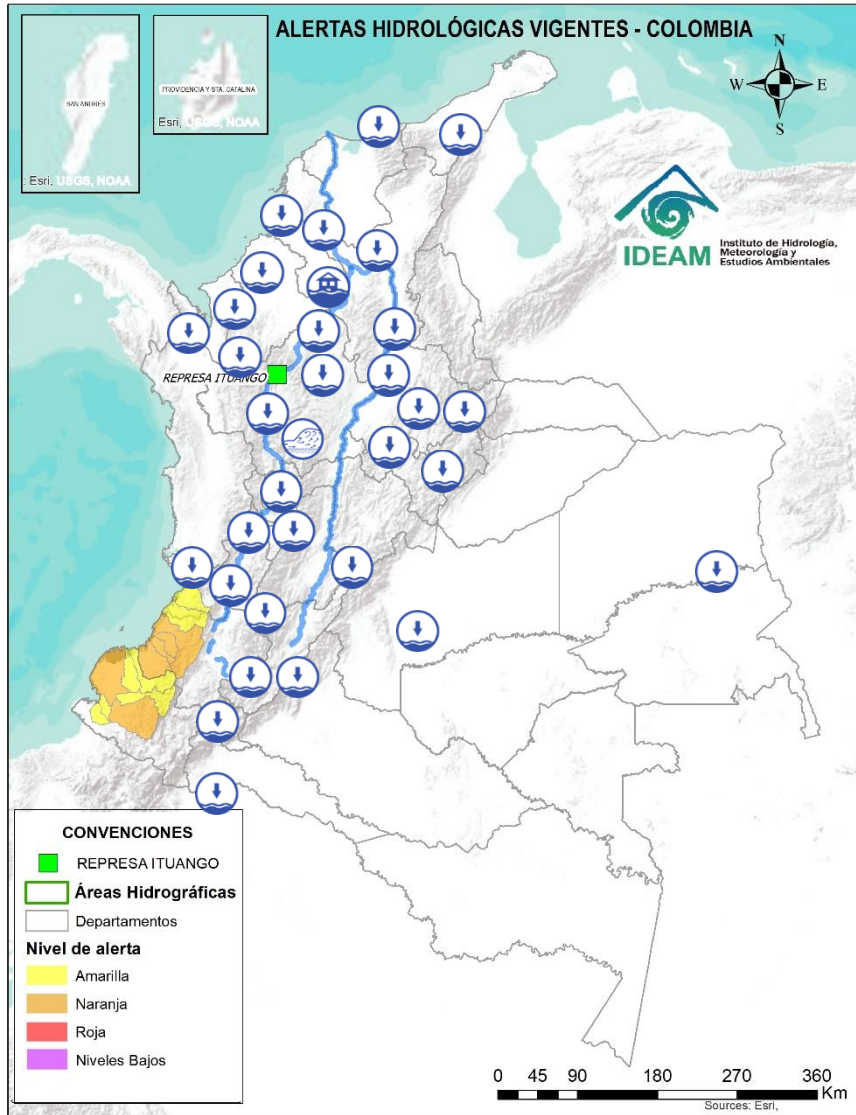 ALERTAS HIDROLÓGICAS VIGENTES - COLOMBIA
N
W
E
S
SAN ANDRÉS
: Esri, USGS, NOAA
PROVIDENCIA Y STA. CATALINA
Esri, USGS, NOAA
IDEAM
Instituto de Hidrología,
Meteorología y
Estudios Ambientales
REPRESA ITUANGO
CONVENCIONES
REPRESA ITUANGO
Áreas Hidrográficas
Departamentos
Nivel de alerta
Amarilla
Naranja
Roja
Niveles Bajos
0 45 90 180 270 360
Km
Sources: Esri,